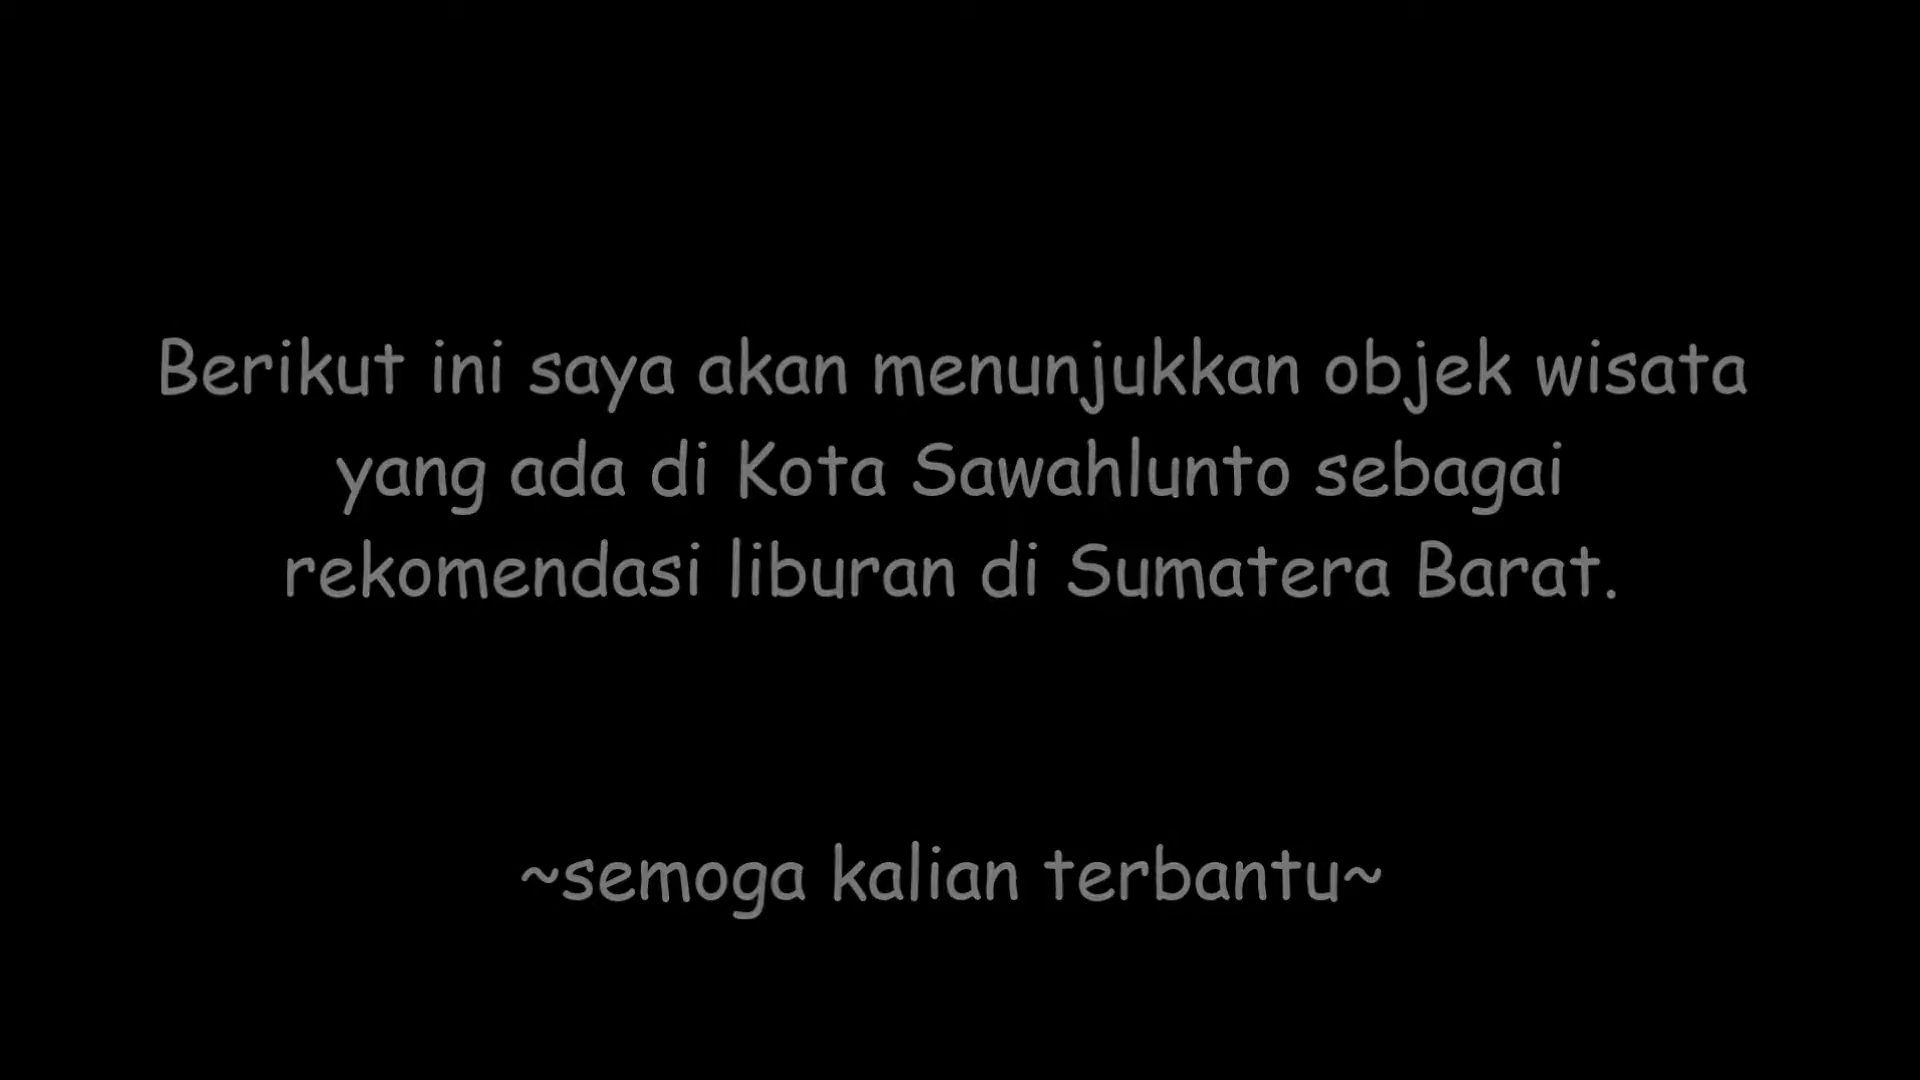 Berikut ini saya akan menunjukkan objek wisata
yang ada di Kota Sawahlunto sebagai
rekomendasi liburan di Sumatera Barat.
~semoga kalian terbantu~